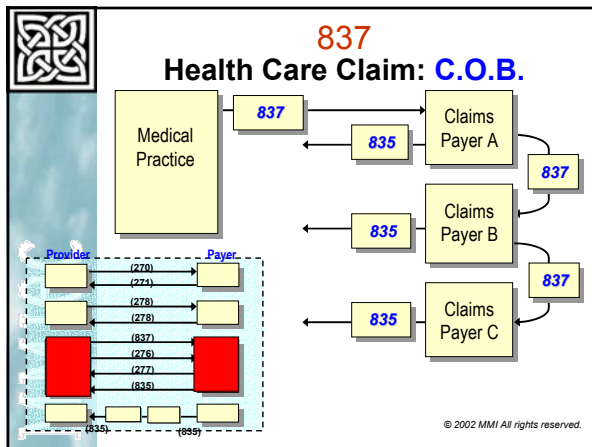 837
Health Care Claim: C.O.B.
Medical
Practice
837
Claims
Payer A
835
837
Claims
Payer B
835
837
Claims
Payer C
835
Provider
Payer
(270)
(271)
(278)
(278)
(837)
(276)
(277)
(835)
(835)
(835)
© 2002 MMI All rights reserved.